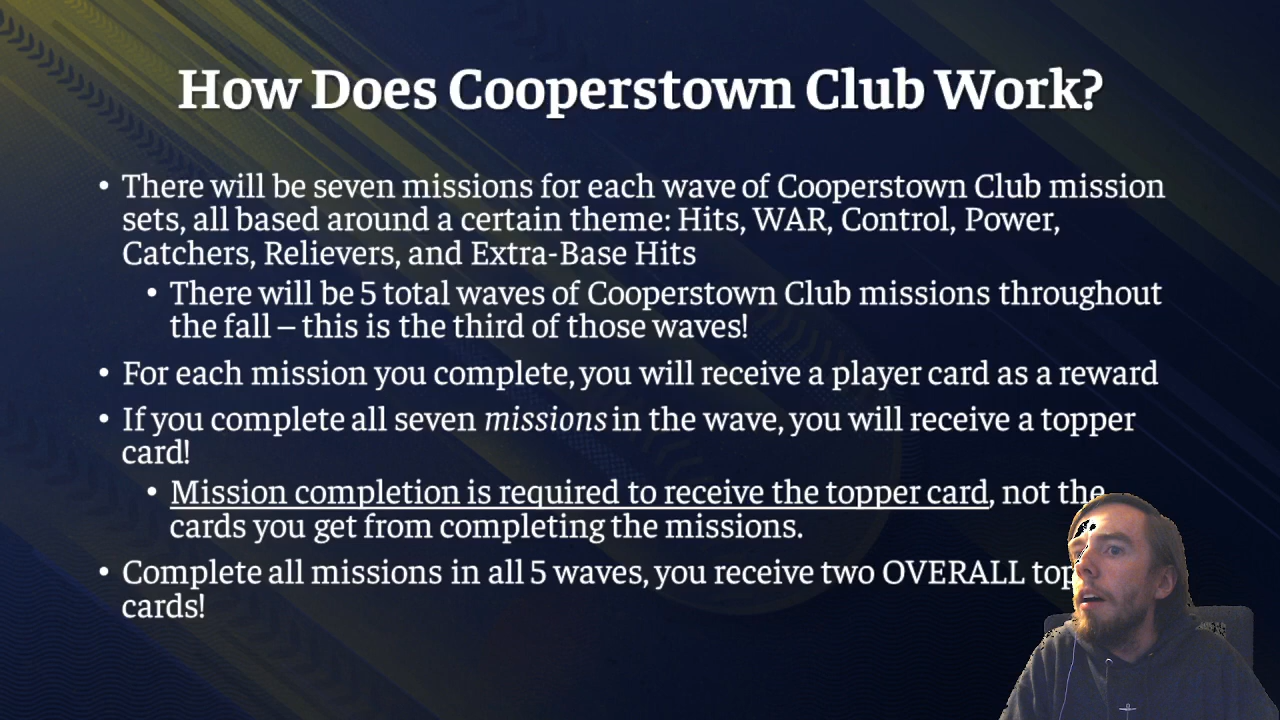 How Does Cooperstown Club Work?
• There will be seven missions for each wave of Cooperstown Club mission
sets, all based around a certain theme: Hits, WAR, Control, Power,
Catchers, Relievers, and Extra-Base Hits
• There will be 5 total waves of Cooperstown Club missions throughout
the fall – this is the third of those waves!
• For each mission you complete, you will receive a player card as a reward
• If you complete all seven missions in the wave, you will receive a topper
card!
• Mission completion is required to receive the topper card, not the
cards you get from completing the missions.
• Complete all missions in all 5 waves, you receive two OVERALL
cards!